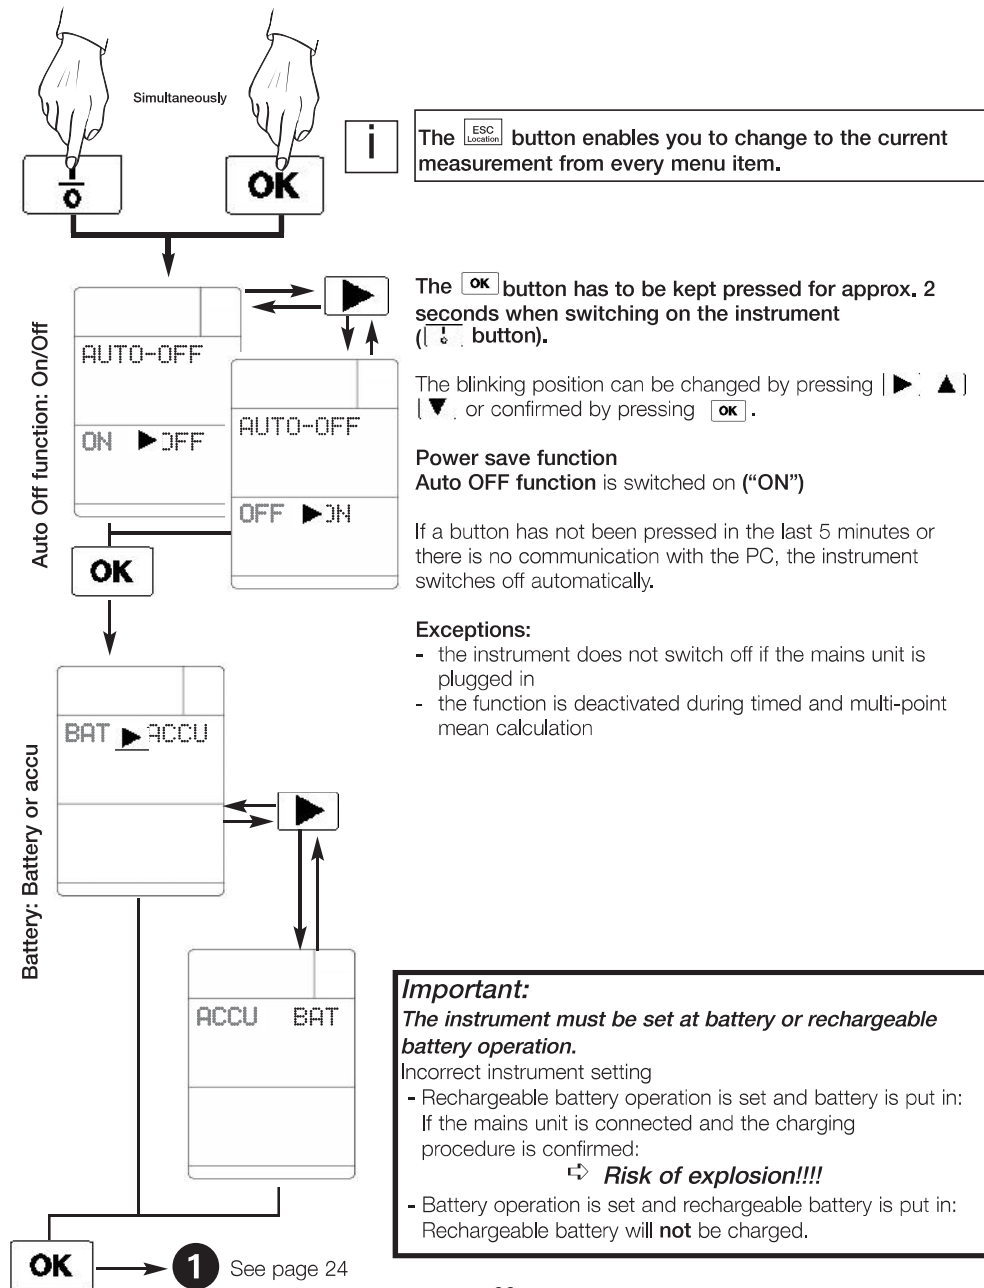 Simultaneously
I
0
OK
i
The ESC Location button enables you to change to the current
measurement from every menu item.
Auto Off function: On/Off
AUTO-OFF
ON ▶OFF
AUTO-OFF
OFF ▶ON
OK
The OK button has to be kept pressed for approx. 2
seconds when switching on the instrument
( button).
The blinking position can be changed by pressing ▶ ▲
▼ or confirmed by pressing OK.
Power save function
Auto OFF function is switched on (“ON”)
If a button has not been pressed in the last 5 minutes or
there is no communication with the PC, the instrument
switches off automatically.
Exceptions:
- the instrument does not switch off if the mains unit is
plugged in
- the function is deactivated during timed and multi-point
mean calculation
Battery: Battery or accu
BAT ▶ACCU
ACCU BAT
Important:
The instrument must be set at battery or rechargeable
battery operation.
Incorrect instrument setting
- Rechargeable battery operation is set and battery is put in:
If the mains unit is connected and the charging
procedure is confirmed:
➪ Risk of explosion!!!!
- Battery operation is set and rechargeable battery is put in:
Rechargeable battery will not be charged.
OK
1 See page 24